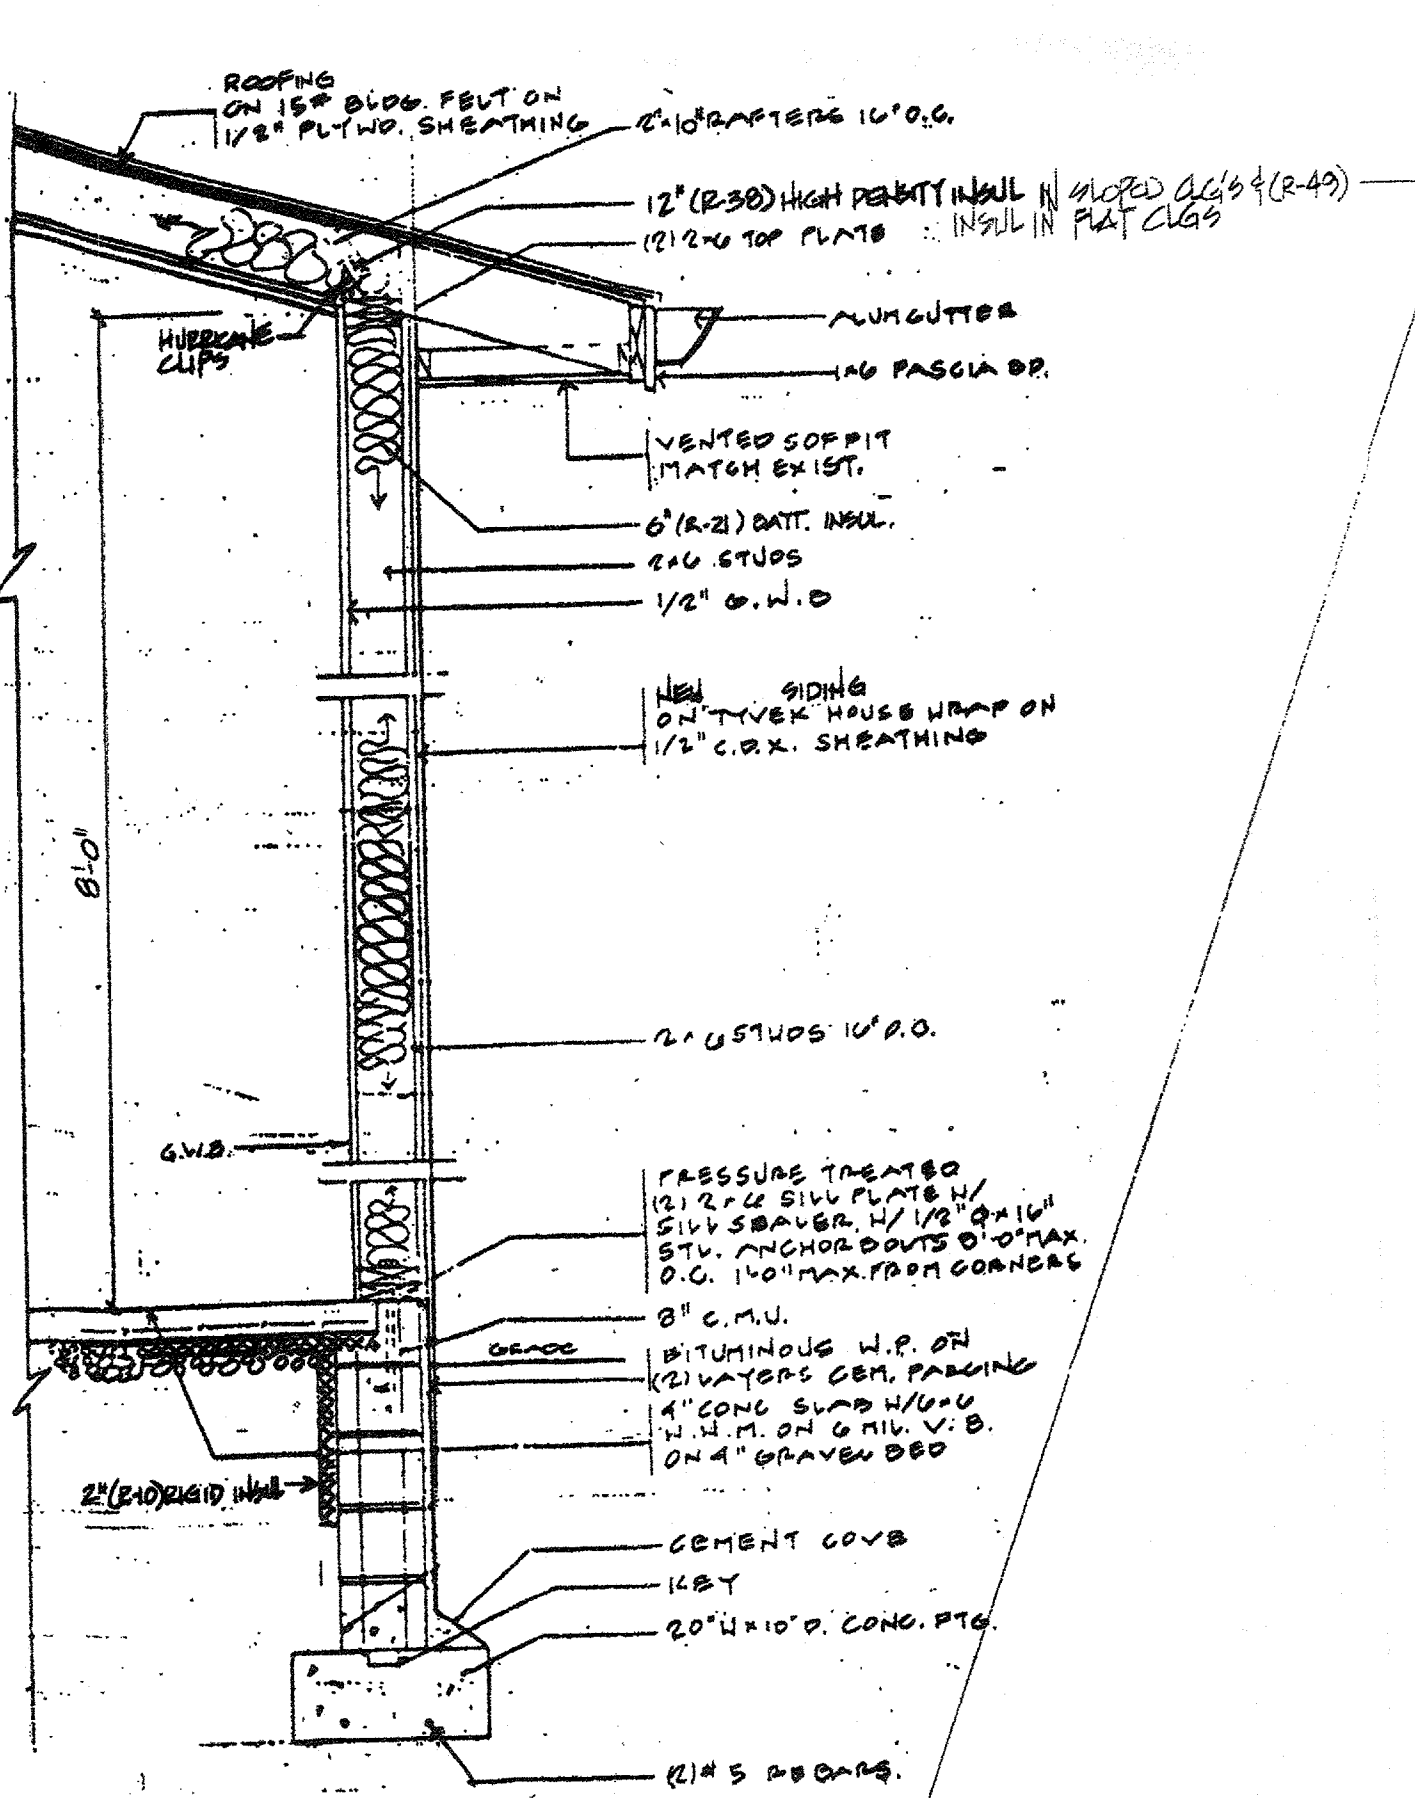 ROOFING
ON 15# BLDG. FELT ON
1/2" PLYWD. SHEATHING
2"x10" RAFTERS 16" O.C.
12" (R-38) HIGH DENSITY INSUL IN SLOPED CLG'S & (R-49)
INSUL IN FLAT CLGS
(2) 2x6 TOP PLATE
ALUM GUTTER
HURRICANE
CLIPS
1x6 FASCIA BD.
VENTED SOFFIT
MATCH EXIST.
6" (R-21) BATT. INSUL.
2x6 STUDS
1/2" G.W.B
NEW SIDING
ON "TYVEK" HOUSE WRAP ON
1/2" C.D.X. SHEATHING
8'-0"
2x6 STUDS 16" O.C.
G.W.B.
PRESSURE TREATED
(2) 2x6 SILL PLATE W/
SILL SEALER W/ 1/2" Ø x 16"
STL. ANCHOR BOLTS 8'-0" MAX.
O.C. 1'-0" MAX. FROM CORNERS
8" C.M.U.
GRADE
BITUMINOUS W.P. ON
(2) LAYERS CEM. PARGING
4" CONC SLAB W/6x6
W.W.M. ON 6 MIL. V.B.
ON 4" GRAVEL BED
2" (R-10) RIGID INSUL
CEMENT COVE
KEY
20" W x 10" D. CONC. FTG.
(2) # 5 REBARS.